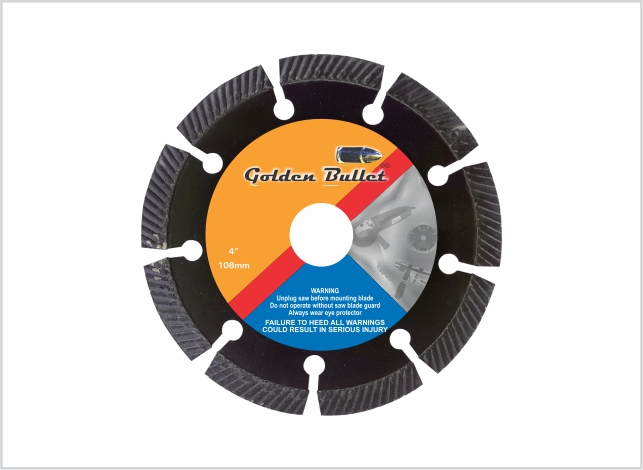 Golden Bullet
4"
108mm
WARNING
Unplug saw before mounting blade
Do not operate without saw blade guard
Always wear eye protector
FAILURE TO HEED ALL WARNINGS
COULD RESULT IN SERIOUS INJURY